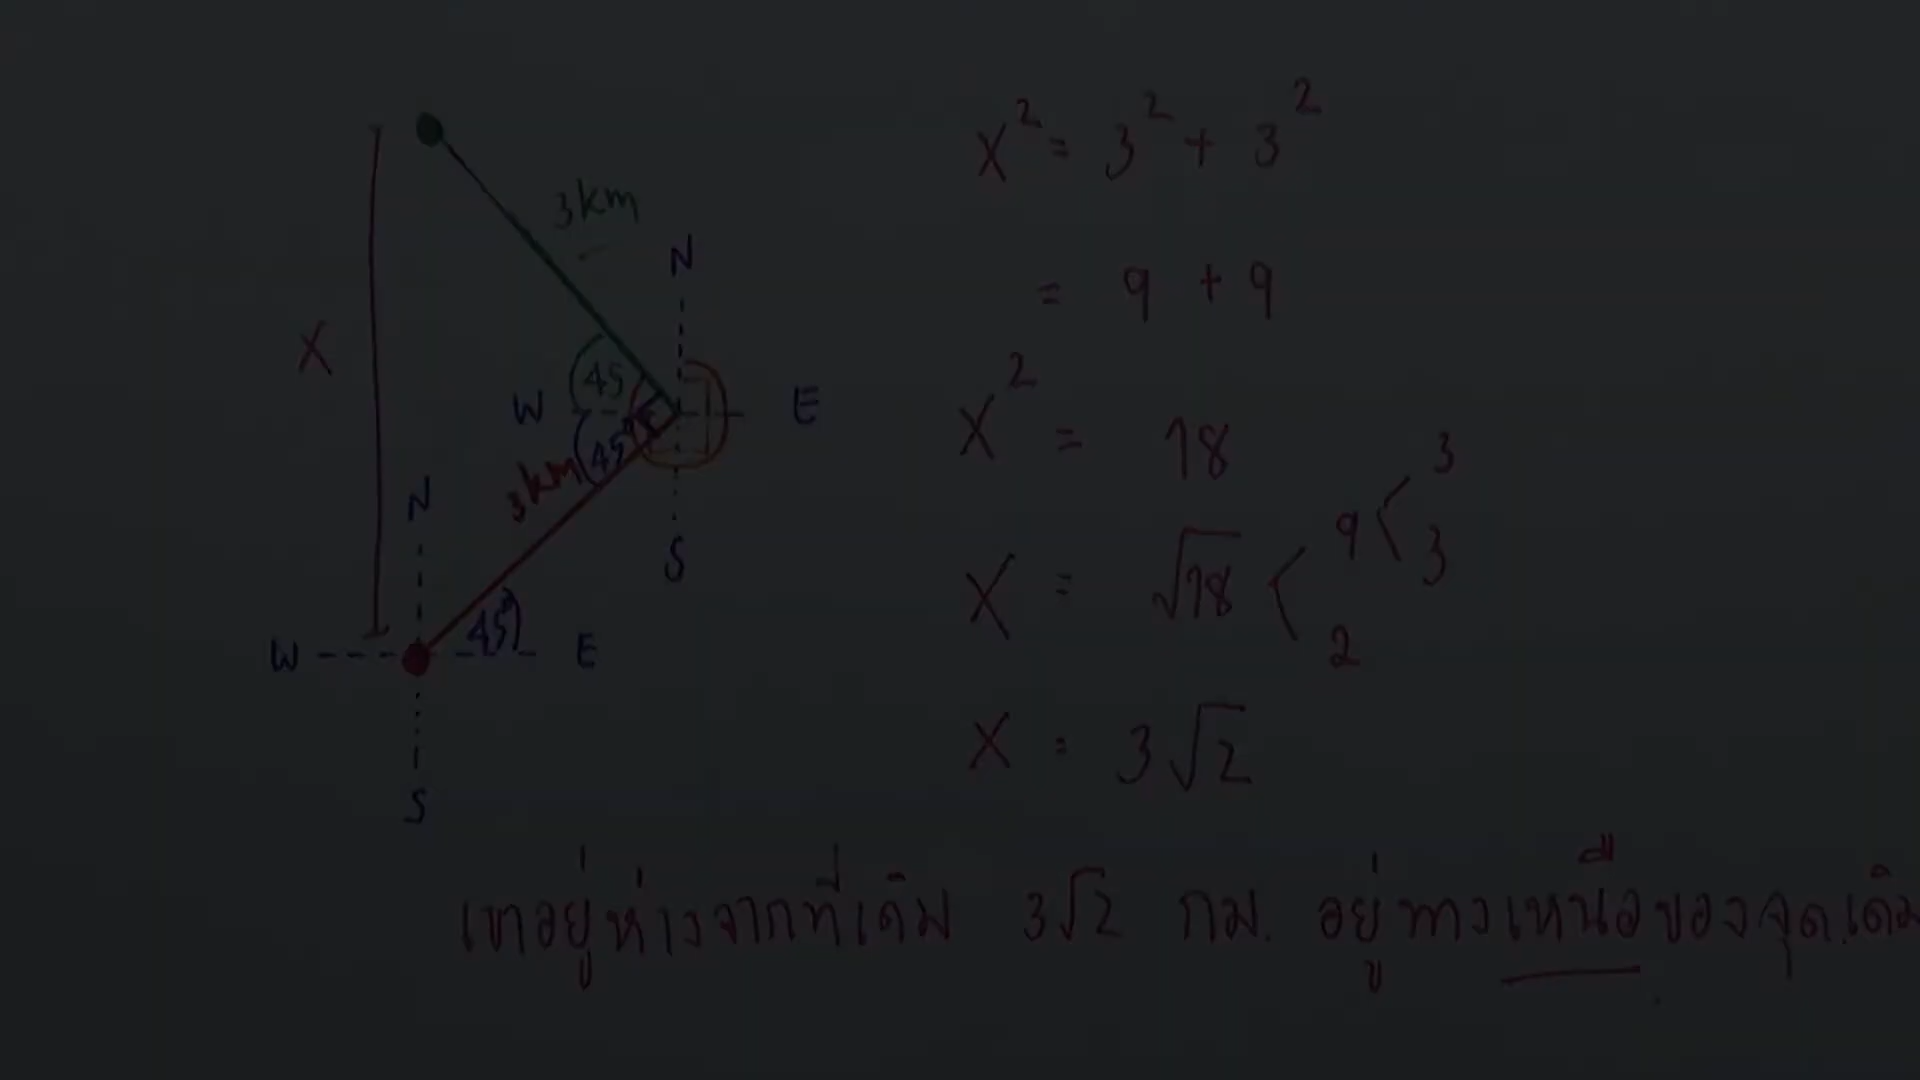 X² = 3² + 3²
3km
N
= 9 + 9
X
45
W E
X² = 18
45°
3km
N
S
X = √18 < 9 < 3 3 2
45°
W E
X = 3√2
S
เขาอยู่ห่างจากที่เดิม 3√2 กม. อยู่ทางเหนือของจุดเดิม